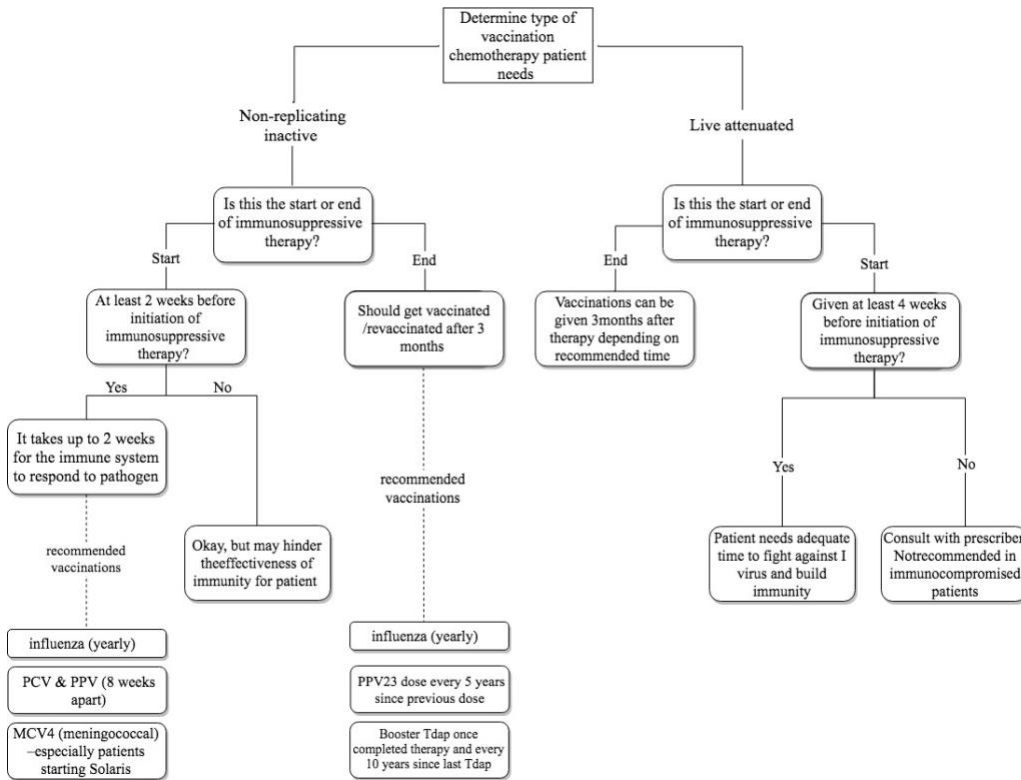 Determine type of
vaccination
chemotherapy patient
needs
Non-replicating
inactive
Live attenuated
Is this the start or end
of immunosuppressive
therapy?
Is this the start or end
of immunosuppressive
therapy?
Start
End
End
Start
At least 2 weeks before
initiation of
immunosuppressive
therapy?
Should get vaccinated
/revaccinated after 3
months
Vaccinations can be
given 3months after
therapy depending on
recommended time
Given at least 4 weeks
before initiation of
immunosuppressive
therapy?
Yes
No
It takes up to 2 weeks
for the immune system
to respond to pathogen
recommended
vaccinations
Yes
No
recommended
vaccinations
Okay, but may hinder
theeffectiveness of
immunity for patient
Patient needs adequate
time to fight against I
virus and build
immunity
Consult with prescriber.
Notrecommended in
immunocompromised
patients
influenza (yearly)
PCV & PPV (8 weeks
apart)
MCV4 (meningococcal)
–especially patients
starting Solaris
influenza (yearly)
PPV23 dose every 5 years
since previous dose
Booster Tdap once
completed therapy and every
10 years since last Tdap